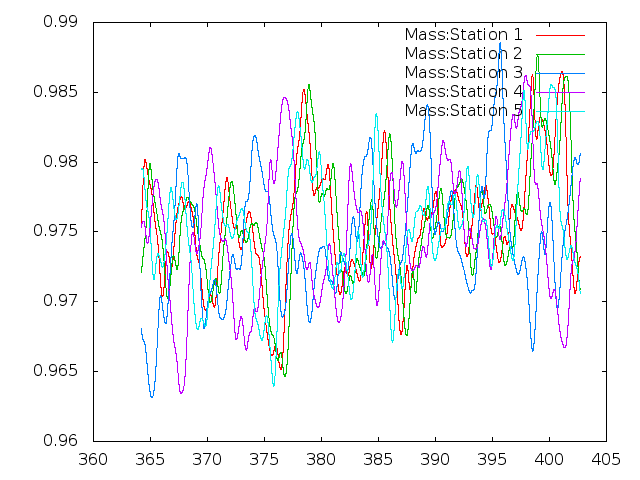 0.99
0.985
0.98
0.975
0.97
0.965
0.96
360 365 370 375 380 385 390 395 400 405
Mass:Station 1
Mass:Station 2
Mass:Station 3
Mass:Station 4
Mass:Station 5